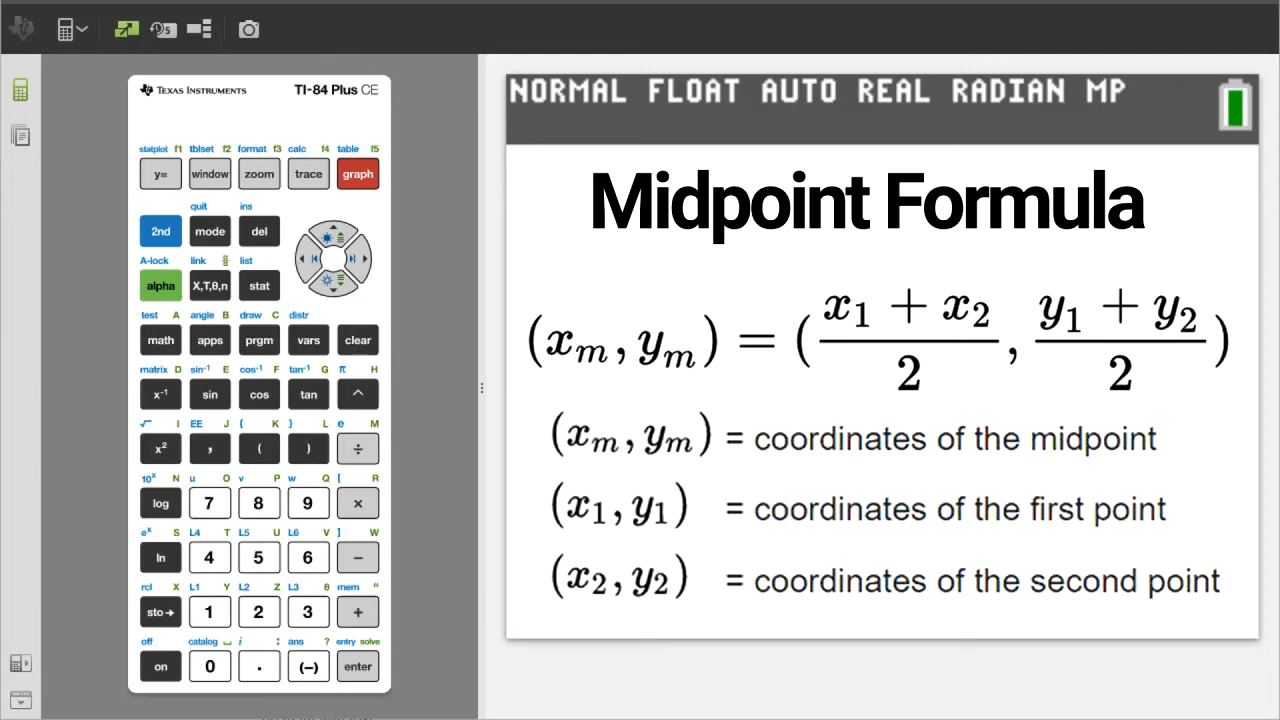 TEXAS INSTRUMENTS TI-84 Plus CE
statplot f1 tblset f2 format f3 calc f4 table f5
y= window zoom trace graph
quit ins
2nd mode del
A-lock link list
alpha X,T,θ,n stat
test A angle B draw C distr
math apps prgm vars clear
matrix D sin⁻¹ E cos⁻¹ F tan⁻¹ G π H
x⁻¹ sin cos tan ^
√ I EE J { K } L e M
x² , ( ) ÷
10ˣ N u O v P w Q [ R
log 7 8 9 ×
eˣ S L4 T L5 U L6 V ] W
ln 4 5 6 −
rcl X L1 Y L2 Z L3 θ mem “
sto→ 1 2 3 +
off catalog ⎵ i : ans ? entry solve
on 0 . (−) enter
NORMAL FLOAT AUTO REAL RADIAN MP
Midpoint Formula
(xₘ, yₘ) = ( (x₁ + x₂)/2 , (y₁ + y₂)/2 )
(xₘ, yₘ) = coordinates of the midpoint
(x₁, y₁) = coordinates of the first point
(x₂, y₂) = coordinates of the second point